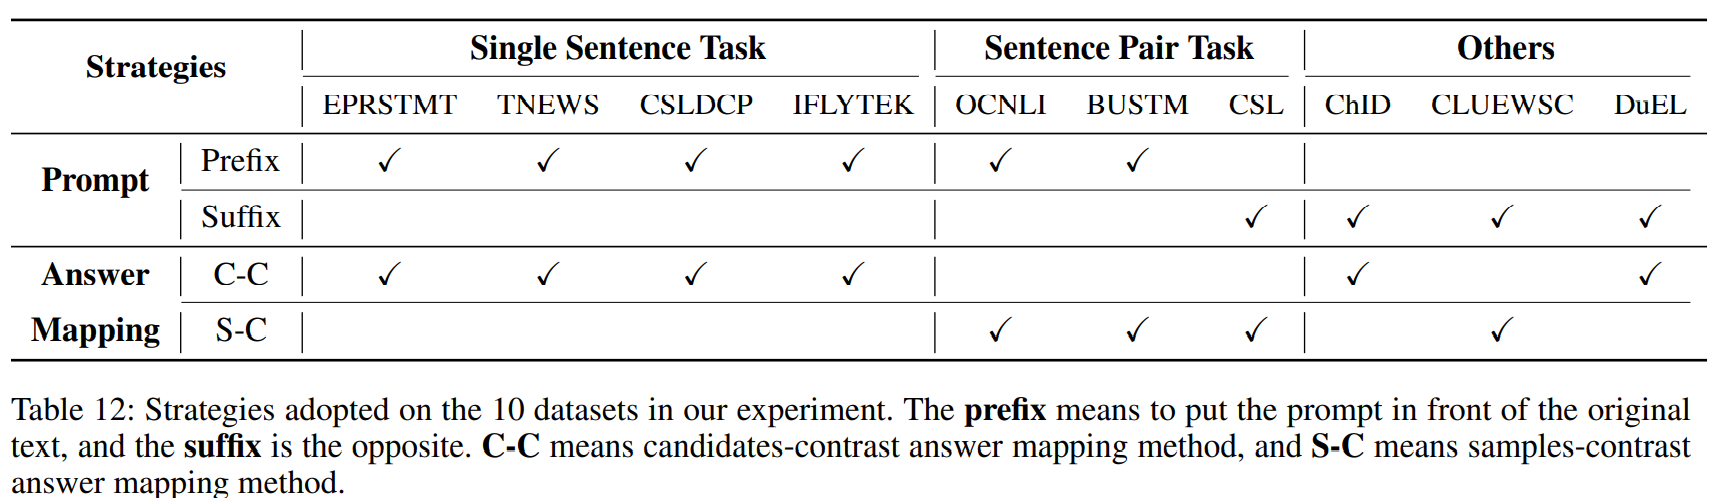 Strategies Single Sentence Task Sentence Pair Task Others
EPRSTMT TNEWS CSLDCP IFLYTEK OCNLI BUSTM CSL ChID CLUEWSC DuEL
Prompt Prefix ✓ ✓ ✓ ✓ ✓ ✓
Suffix ✓ ✓ ✓ ✓
Answer C-C ✓ ✓ ✓ ✓ ✓ ✓
Mapping S-C ✓ ✓ ✓ ✓
Table 12: Strategies adopted on the 10 datasets in our experiment. The prefix means to put the prompt in front of the original
text, and the suffix is the opposite. C-C means candidates-contrast answer mapping method, and S-C means samples-contrast
answer mapping method.